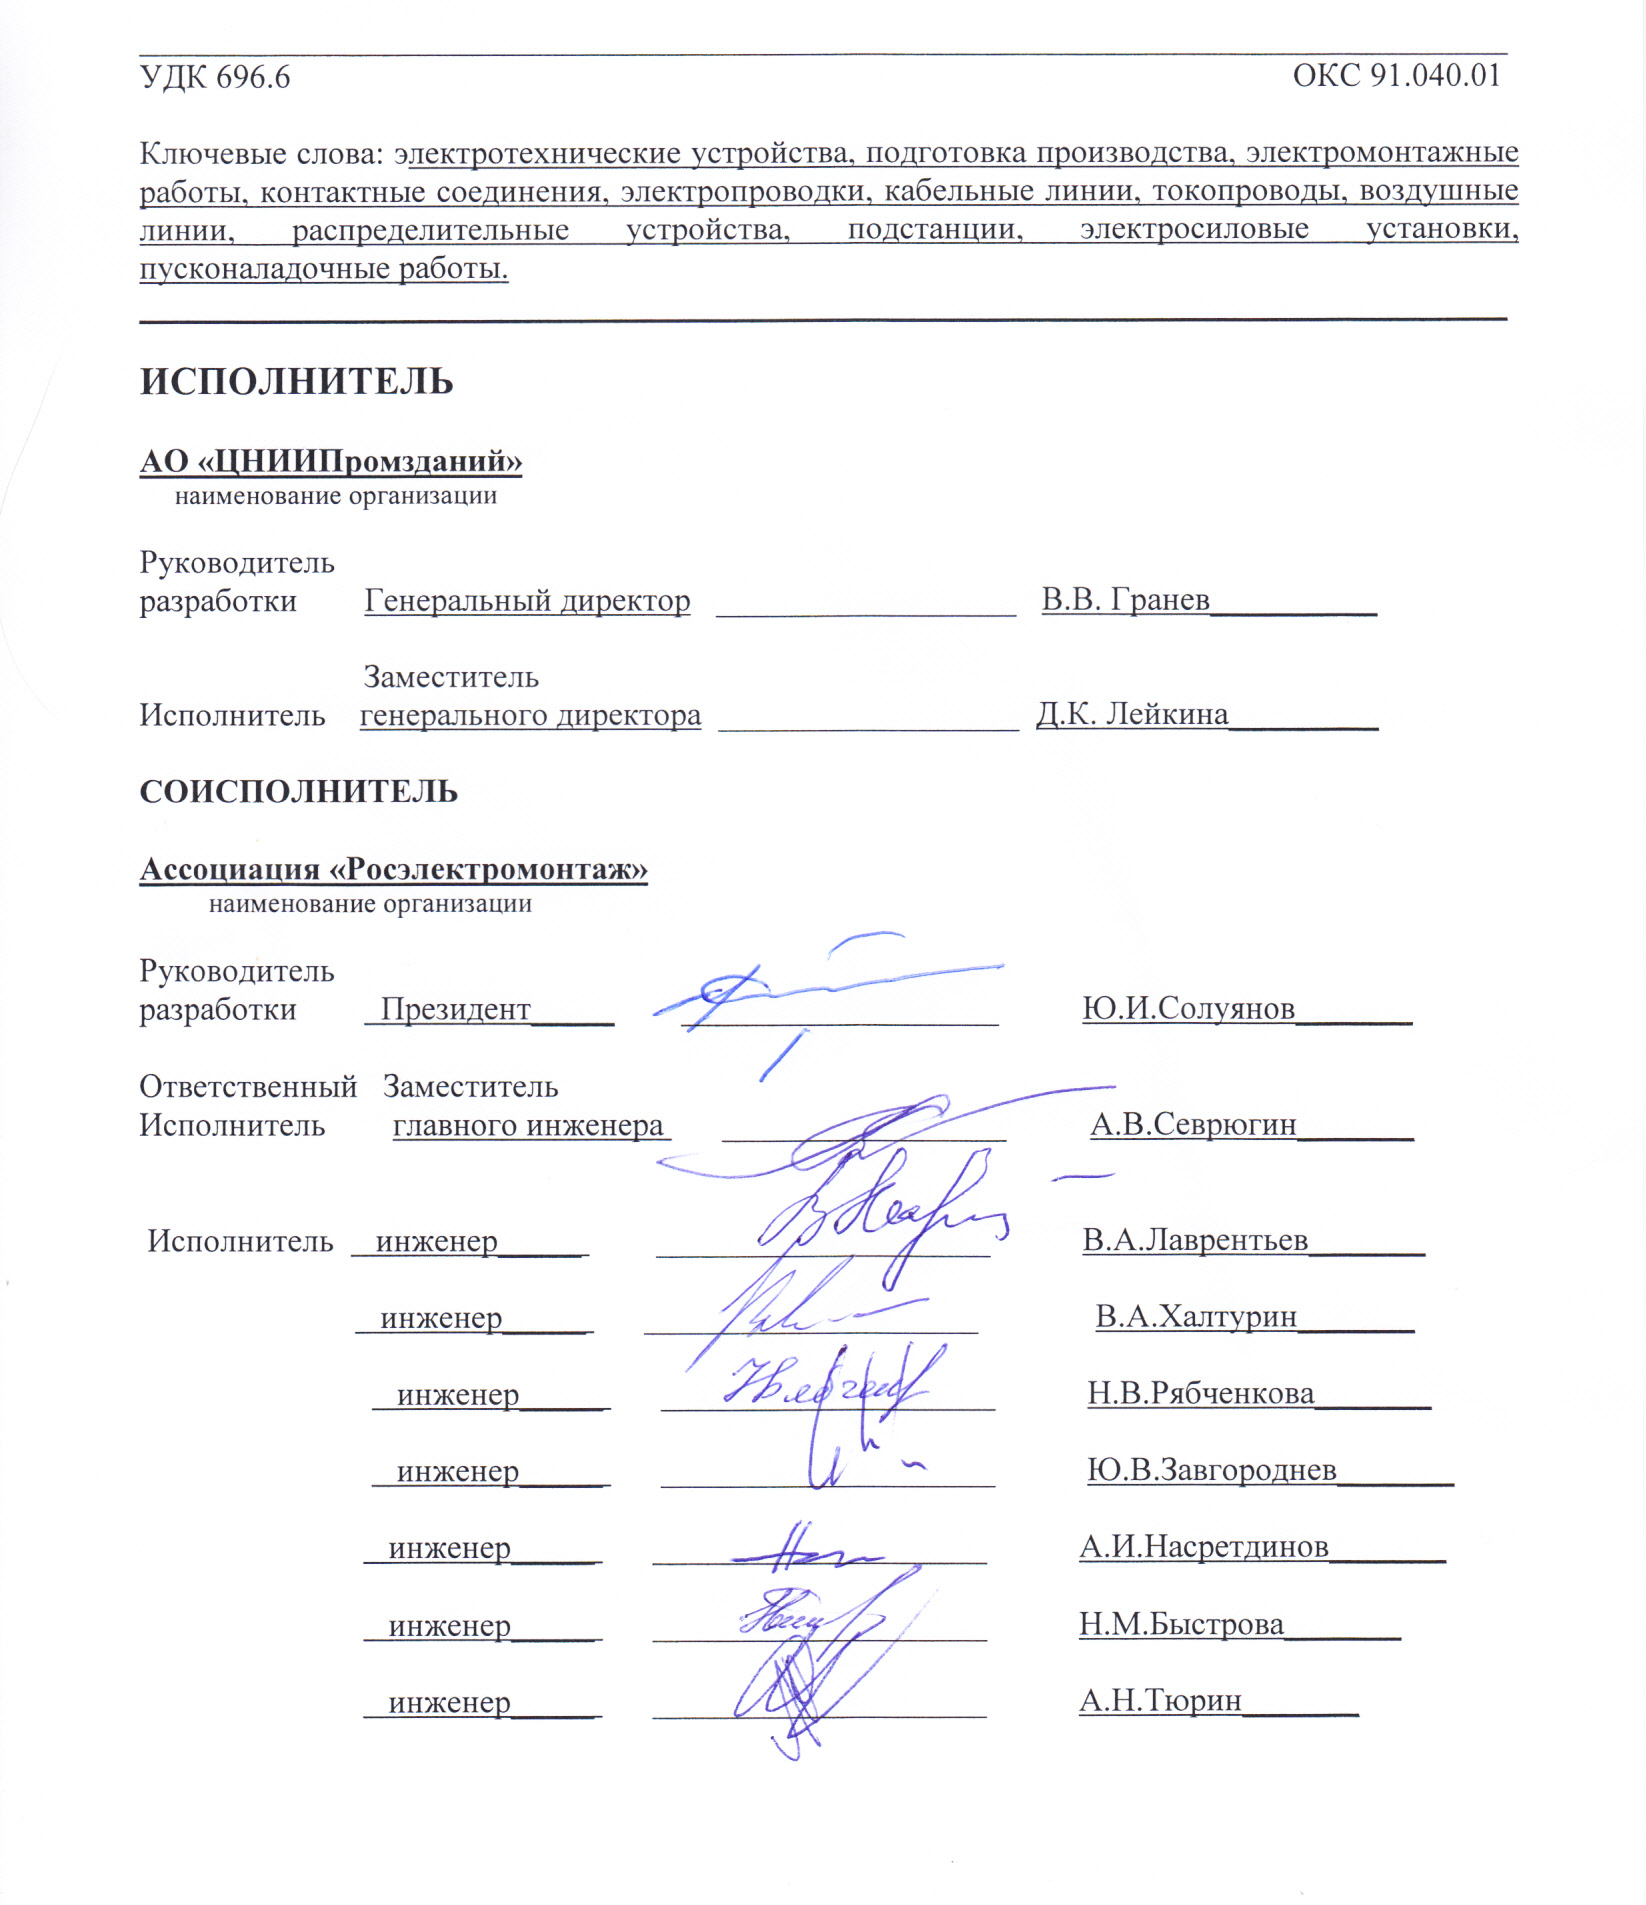 УДК 696.6 ОКС 91.040.01
Ключевые слова: электротехнические устройства, подготовка производства, электромонтажные
работы, контактные соединения, электропроводки, кабельные линии, токопроводы, воздушные
линии, распределительные устройства, подстанции, электросиловые установки,
пусконаладочные работы.
ИСПОЛНИТЕЛЬ
АО «ЦНИИПромзданий»
наименование организации
Руководитель
разработки Генеральный директор В.В. Гранев
Заместитель
Исполнитель генерального директора Д.К. Лейкина
СОИСПОЛНИТЕЛЬ
Ассоциация «Росэлектромонтаж»
наименование организации
Руководитель
разработки Президент Ю.И.Солуянов
Ответственный Заместитель
Исполнитель главного инженера А.В.Севрюгин
Исполнитель инженер В.А.Лаврентьев
инженер В.А.Халтурин
инженер Н.В.Рябченкова
инженер Ю.В.Завгороднев
инженер А.И.Насретдинов
инженер Н.М.Быстрова
инженер А.Н.Тюрин